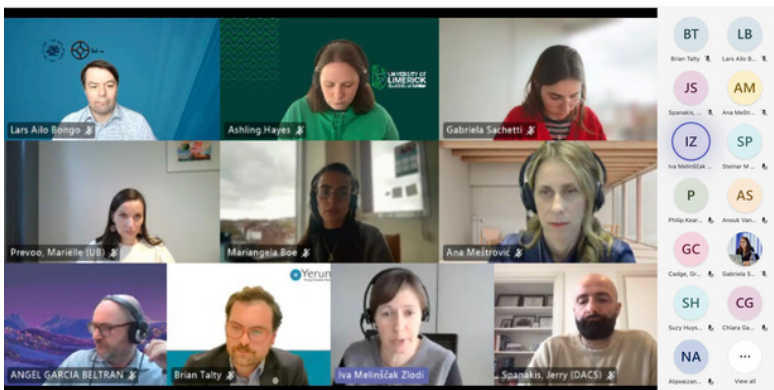 UNIVERSITY OF
LIMERICK
Lars Ailo Bongo
Ashling.Hayes
Gabriela Sachetti
Prevoo, Marielle (UB)
Mariangela Boe
Ana Meštrović
Yerun
ANGEL GARCIA BELTRAN
Brian Talty
Iva Melinščak Zlodi
Spanakis, Jerry (DACS)
BT
LB
Brian Talty
Lars Ailo B...
JS
AM
Spanakis, ...
Ana Meštr...
IZ
SP
Iva Melinščak ...
Steinar M ...
P
AS
Philip.Kear...
Anouk Van...
GC
Cadge, Gr...
Gabriela S...
SH
CG
Suzy Huys...
Chiara Ga...
NA
...
View all